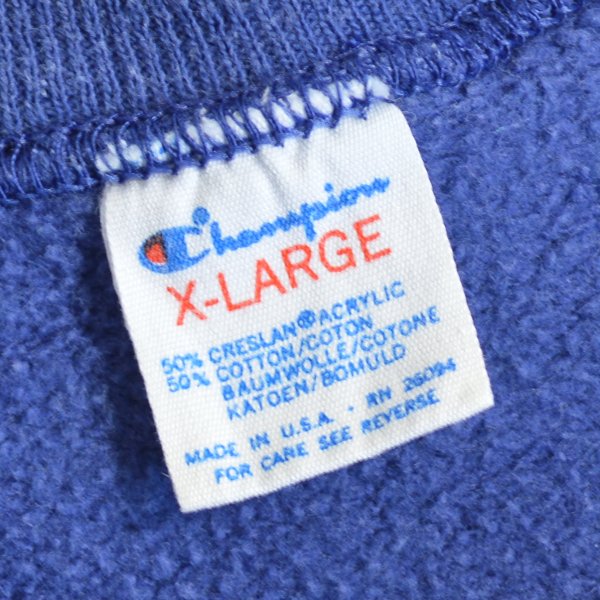 Champion
X-LARGE
50% CRESLAN® ACRYLIC
50% COTTON/COTON
BAUMWOLLE/COTONE
KATOEN/BOMULD
MADE IN U.S.A. · RN 26094
FOR CARE SEE REVERSE